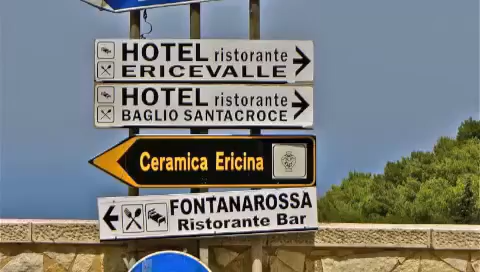 HOTEL ristorante
ERICEVALLE
HOTEL ristorante
BAGLIO SANTACROCE
Ceramica Ericina
FONTANAROSSA
Ristorante Bar